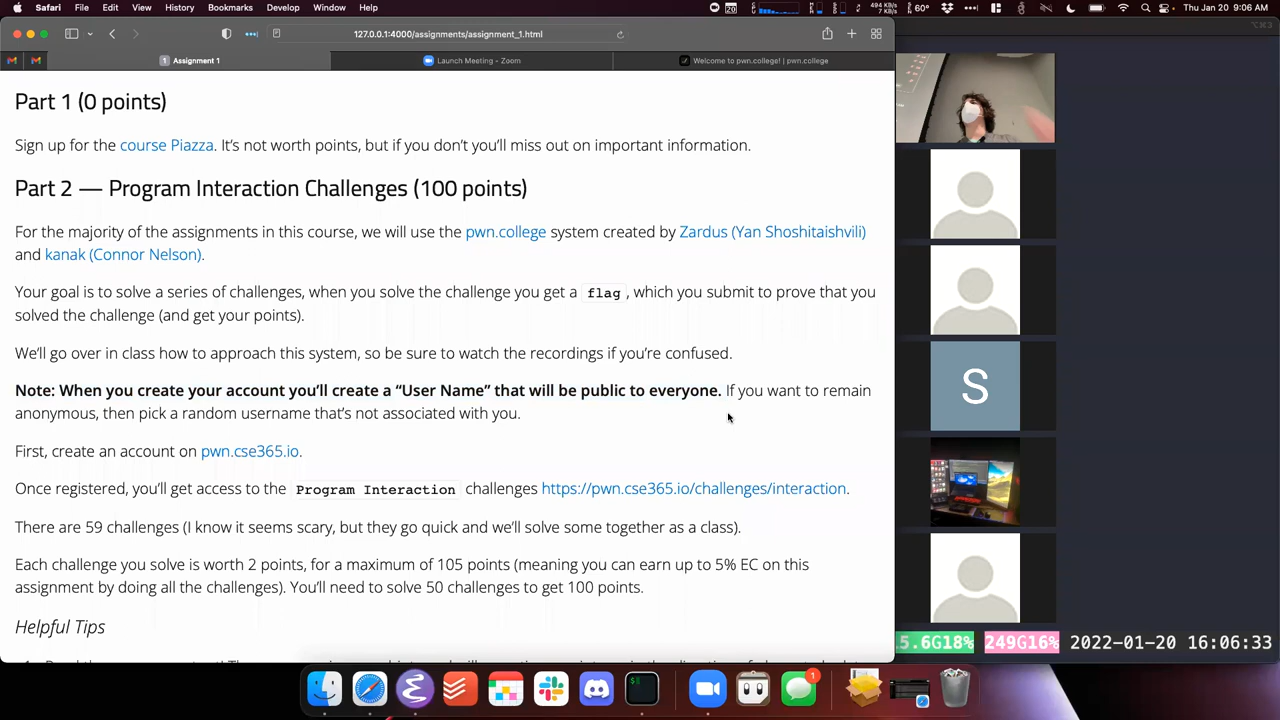 Safari File Edit View History Bookmarks Develop Window Help
20 494 KB/s 60° Thu Jan 20 9:06 AM
127.0.0.1:4000/assignments/assignment_1.html
1 Assignment 1
Launch Meeting - Zoom
Welcome to pwn.college! | pwn.college
Part 1 (0 points)
Sign up for the course Piazza. It's not worth points, but if you don't you'll miss out on important information.
Part 2 — Program Interaction Challenges (100 points)
For the majority of the assignments in this course, we will use the pwn.college system created by Zardus (Yan Shoshitaishvili)
and kanak (Connor Nelson).
Your goal is to solve a series of challenges, when you solve the challenge you get a flag, which you submit to prove that you
solved the challenge (and get your points).
We'll go over in class how to approach this system, so be sure to watch the recordings if you're confused.
Note: When you create your account you'll create a “User Name” that will be public to everyone. If you want to remain
anonymous, then pick a random username that's not associated with you.
First, create an account on pwn.cse365.io.
Once registered, you'll get access to the Program Interaction challenges https://pwn.cse365.io/challenges/interaction.
There are 59 challenges (I know it seems scary, but they go quick and we'll solve some together as a class).
Each challenge you solve is worth 2 points, for a maximum of 105 points (meaning you can earn up to 5% EC on this
assignment by doing all the challenges). You'll need to solve 50 challenges to get 100 points.
Helpful Tips
S
5.6G18% 249G16% 2022-01-20 16:06:33
1